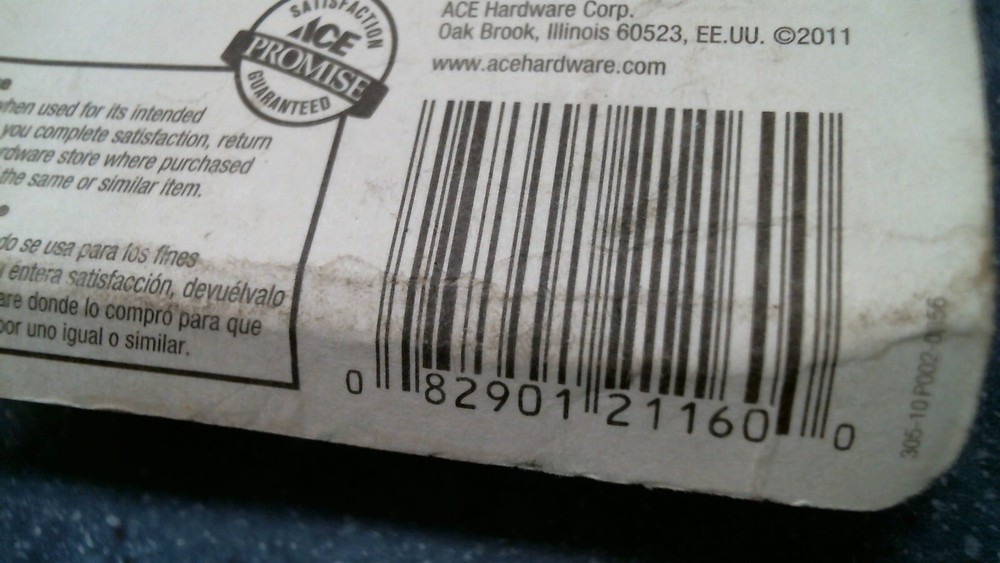 SATISFACTION
ACE
PROMISE
GUARANTEED
ACE Hardware Corp.
Oak Brook, Illinois 60523, EE.UU. ©2011
www.acehardware.com
when used for its intended
you complete satisfaction, return
rdware store where purchased
the same or similar item.
do se usa para los fines
entera satisfacción, devuélvalo
are donde lo compró para que
por uno igual o similar.
0 82901 21160 0
305-10 P002-0056